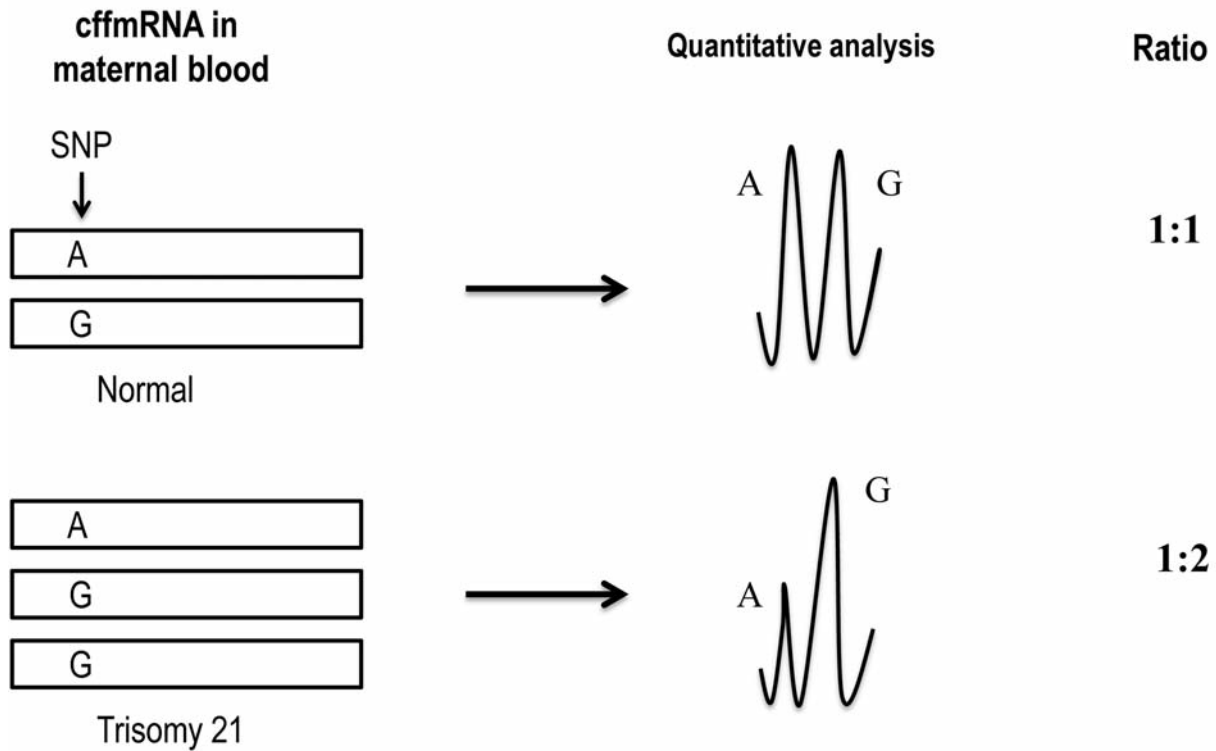 cffmRNA in
maternal blood
Quantitative analysis
Ratio
SNP
A
G
Normal
A
G
1:1
A
G
G
Trisomy 21
A
G
1:2